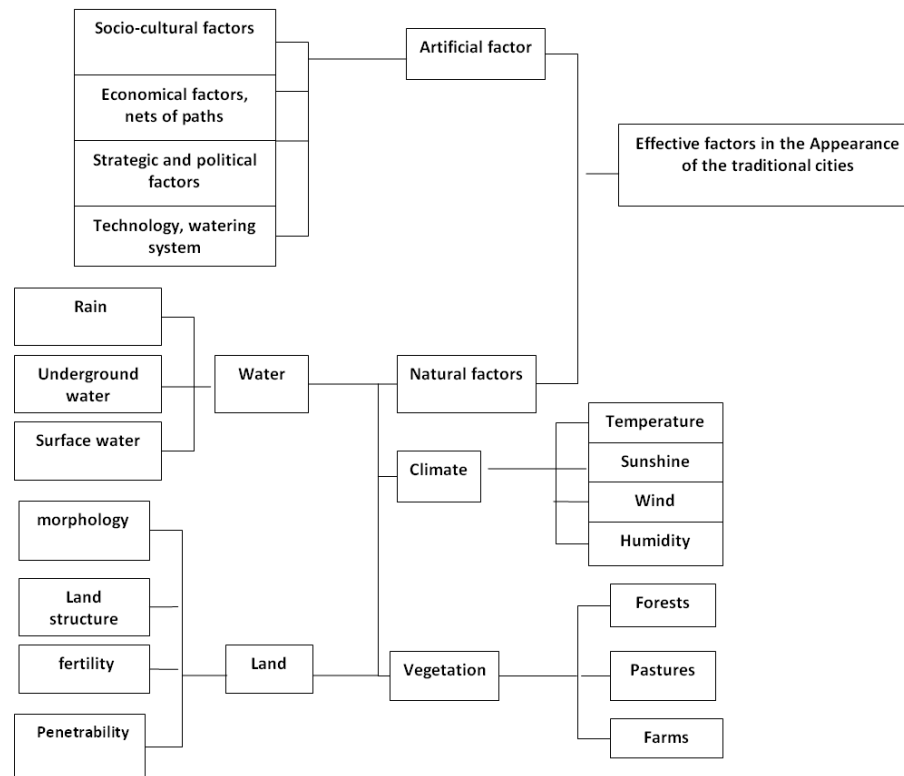 Socio-cultural factors
Artificial factor
Economical factors,
nets of paths
Strategic and political
factors
Technology, watering
system
Effective factors in the Appearance
of the traditional cities
Rain
Underground
water
Surface water
Water
Natural factors
Climate
Temperature
Sunshine
Wind
Humidity
morphology
Land
structure
fertility
Penetrability
Land
Vegetation
Forests
Pastures
Farms